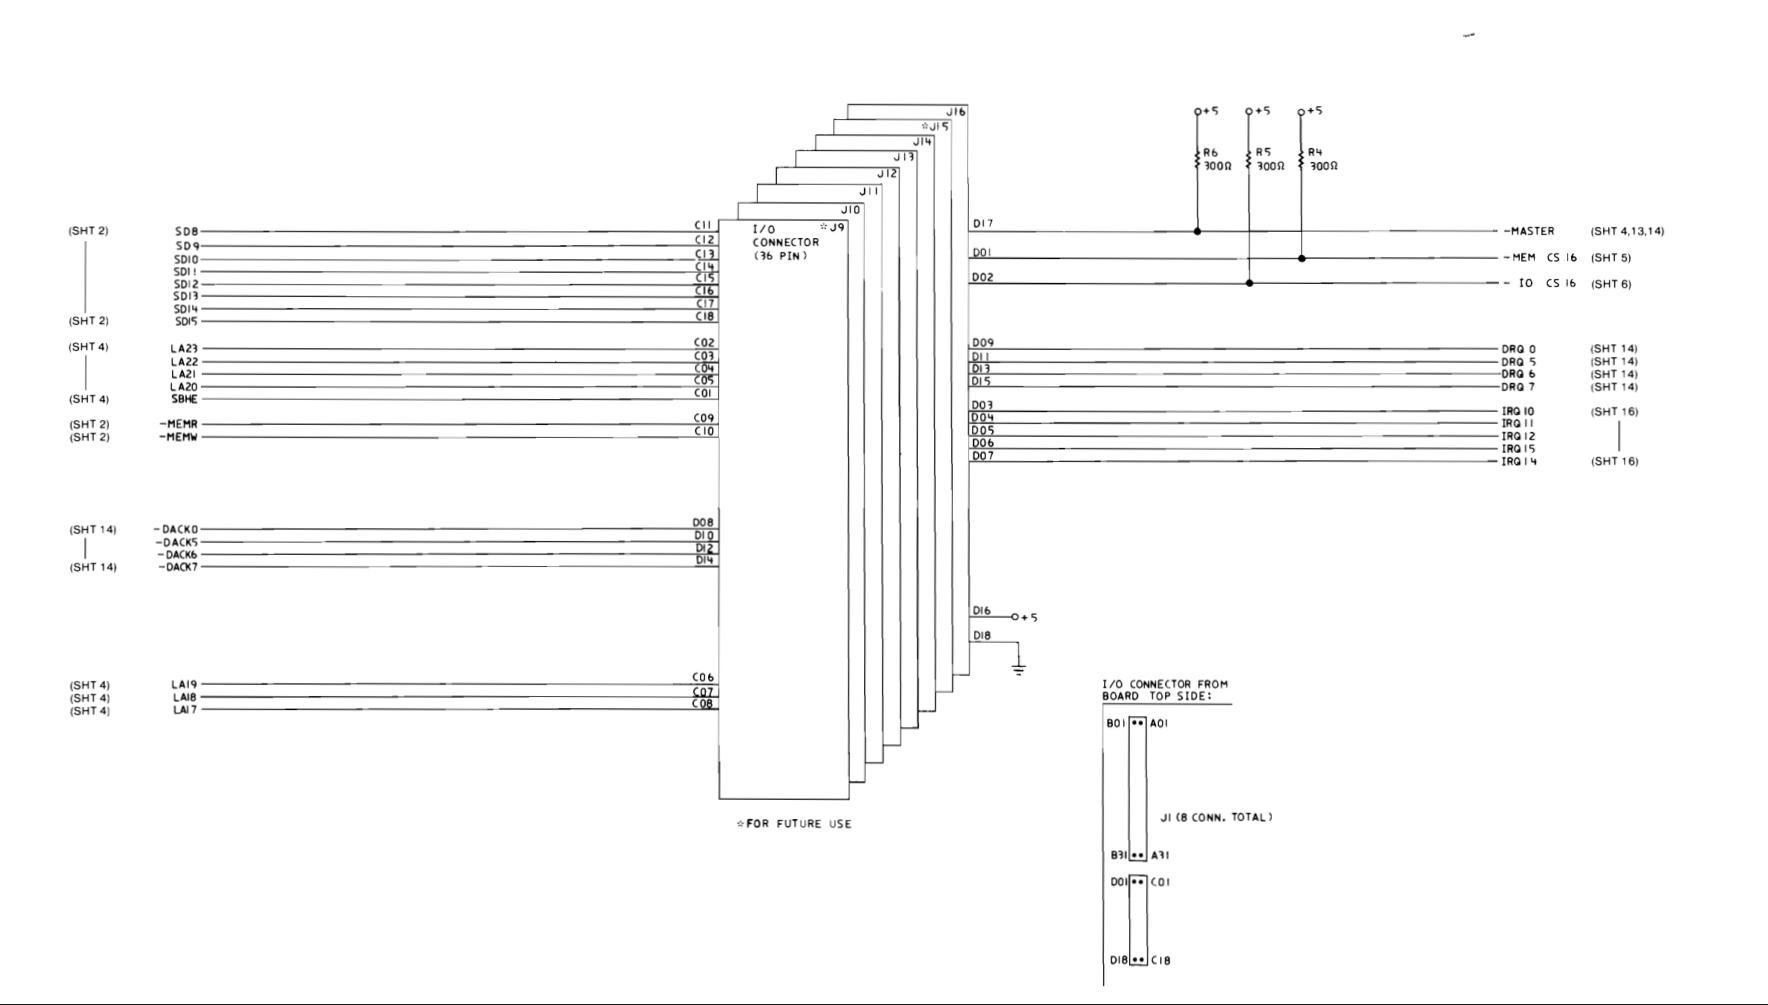 J16
☆J15
J14
J13
J12
J11
J10
☆J9
I/O
CONNECTOR
(36 PIN)
+5 +5 +5
R6 300Ω
R5 300Ω
R4 300Ω
(SHT 2) SD8 C11
SD9 C12
SD10 C13
SD11 C14
SD12 C15
SD13 C16
SD14 C17
(SHT 2) SD15 C18
(SHT 4) LA23 C02
LA22 C03
LA21 C04
LA20 C05
(SHT 4) SBHE C01
(SHT 2) -MEMR C09
(SHT 2) -MEMW C10
(SHT 14) -DACK0 D08
-DACK5 D10
-DACK6 D12
(SHT 14) -DACK7 D14
(SHT 4) LA19 C06
(SHT 4) LA18 C07
(SHT 4) LA17 C08
D17 -MASTER (SHT 4,13,14)
D01 -MEM CS 16 (SHT 5)
D02 - IO CS 16 (SHT 6)
D09 DRQ 0 (SHT 14)
D11 DRQ 5 (SHT 14)
D13 DRQ 6 (SHT 14)
D15 DRQ 7 (SHT 14)
D03 IRQ 10 (SHT 16)
D04 IRQ 11
D05 IRQ 12
D06 IRQ 15
D07 IRQ 14 (SHT 16)
D16 +5
D18
☆FOR FUTURE USE
I/O CONNECTOR FROM
BOARD TOP SIDE:
B01 A01
J1 (8 CONN. TOTAL)
B31 A31
D01 C01
D18 C18